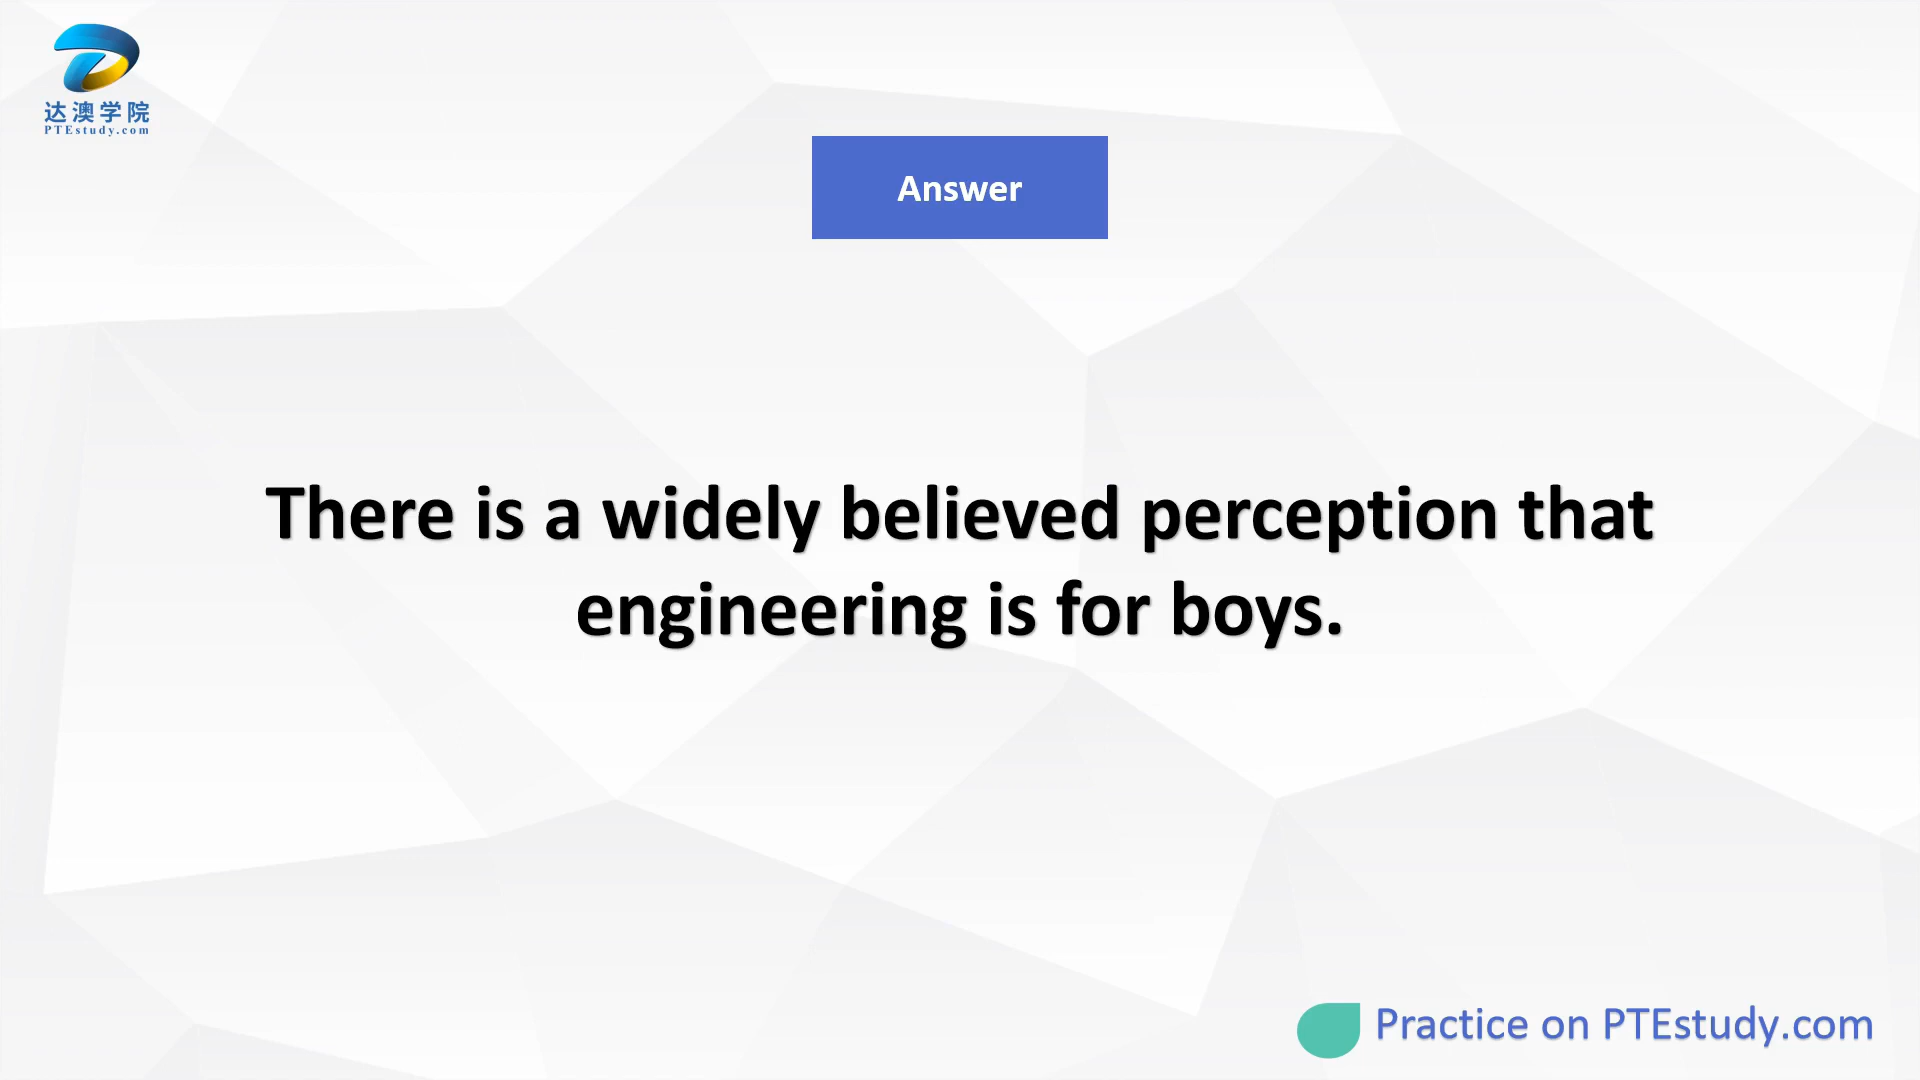 达澳学院
PTEstudy.com
Answer
There is a widely believed perception that
engineering is for boys.
Practice on PTEstudy.com